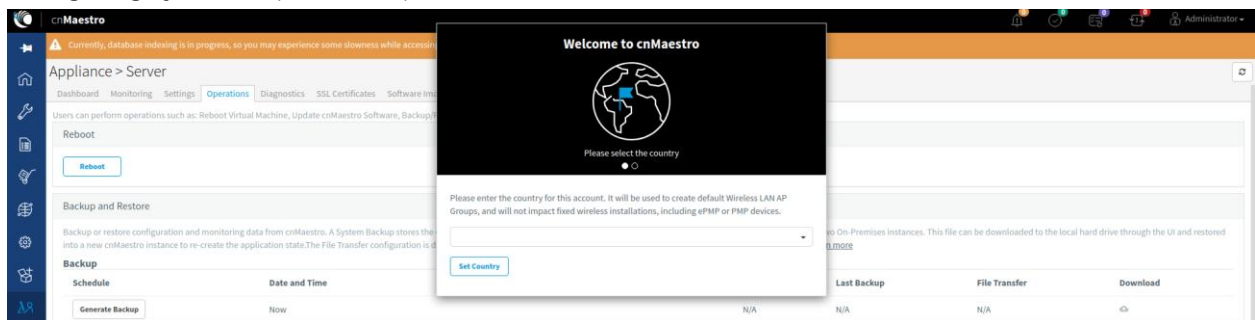 cnMaestro
0
0
0
0
Administrator
Currently, database indexing is in progress, so you may experience some slowness while accessing
Appliance > Server
Dashboard Monitoring Settings Operations Diagnostics SSL Certificates Software
Users can perform operations such as: Reboot Virtual Machine, Update cnMaestro Software,
Reboot
Reboot
Backup and Restore
Backup or restore configuration and monitoring data from cnMaestro. A System Backup stores the
On-Premises instances. This file can be downloaded to the local hard drive through the UI and restored
into a new cnMaestro instance to re-create the application state.The File Transfer configuration is
more
Backup
Schedule Date and Time Last Backup File Transfer Download
Generate Backup Now N/A N/A N/A
Welcome to cnMaestro
Please select the country
Please enter the country for this account. It will be used to create default Wireless LAN AP
Groups, and will not impact fixed wireless installations, including ePMP or PMP devices.
Set Country